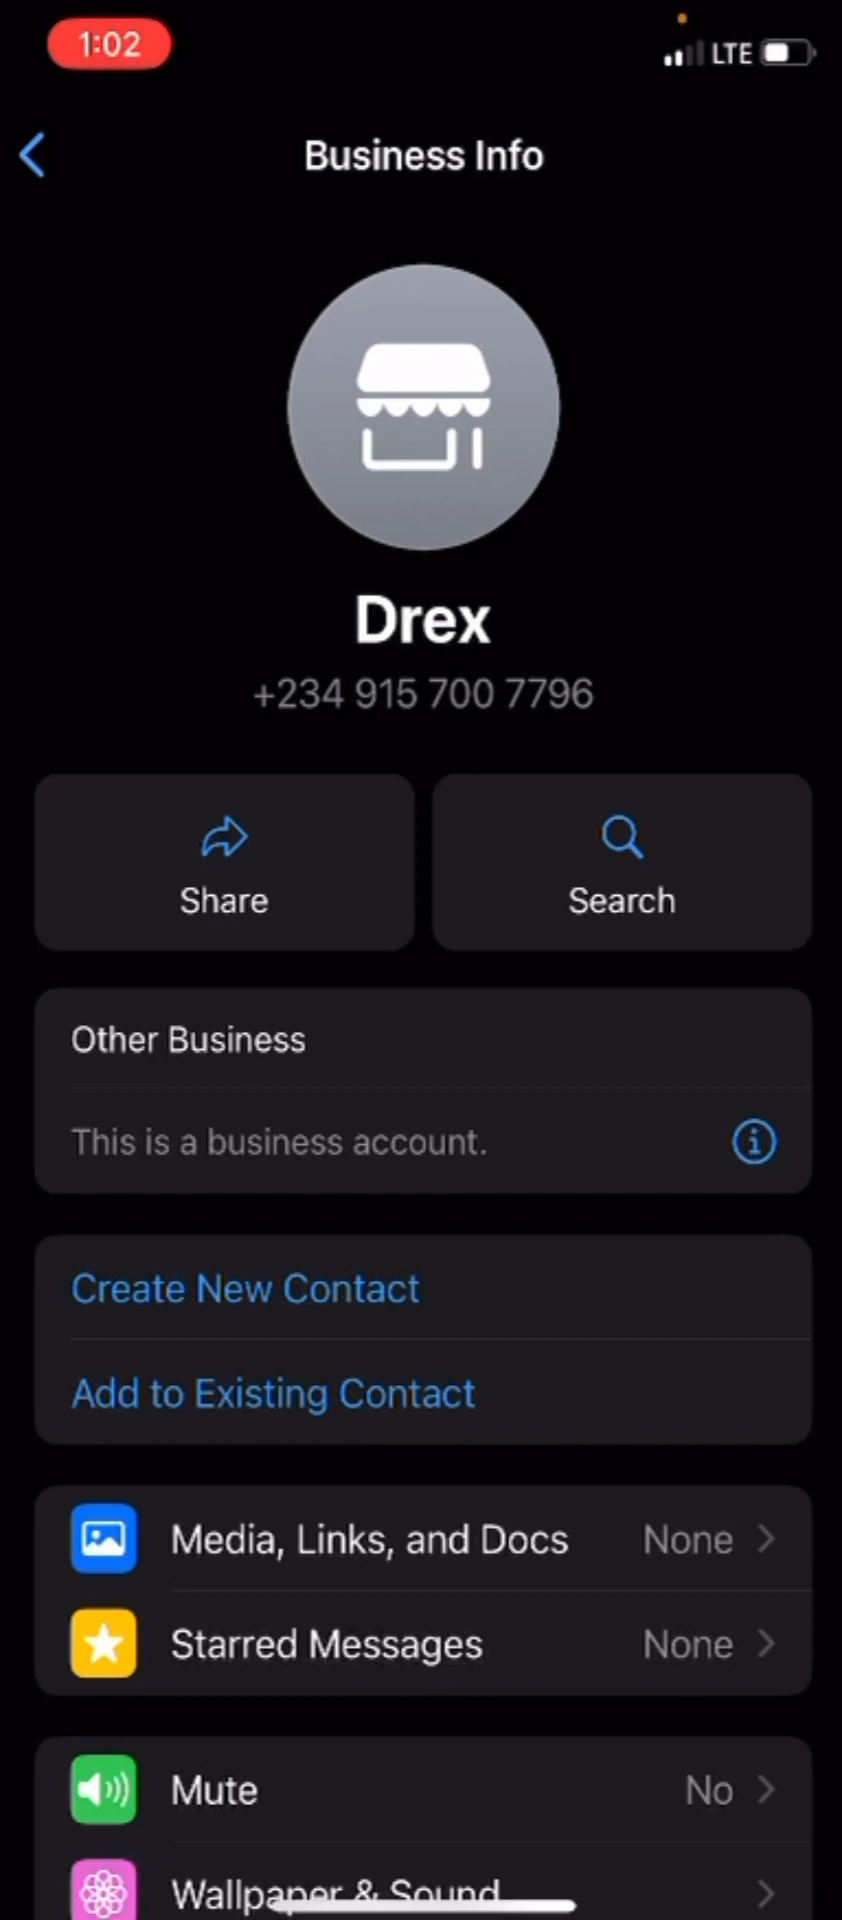 1:02
LTE
Business Info
Drex
+234 915 700 7796
Share
Search
Other Business
This is a business account.
Create New Contact
Add to Existing Contact
Media, Links, and Docs None
Starred Messages None
Mute No
Wallpaper & Sound